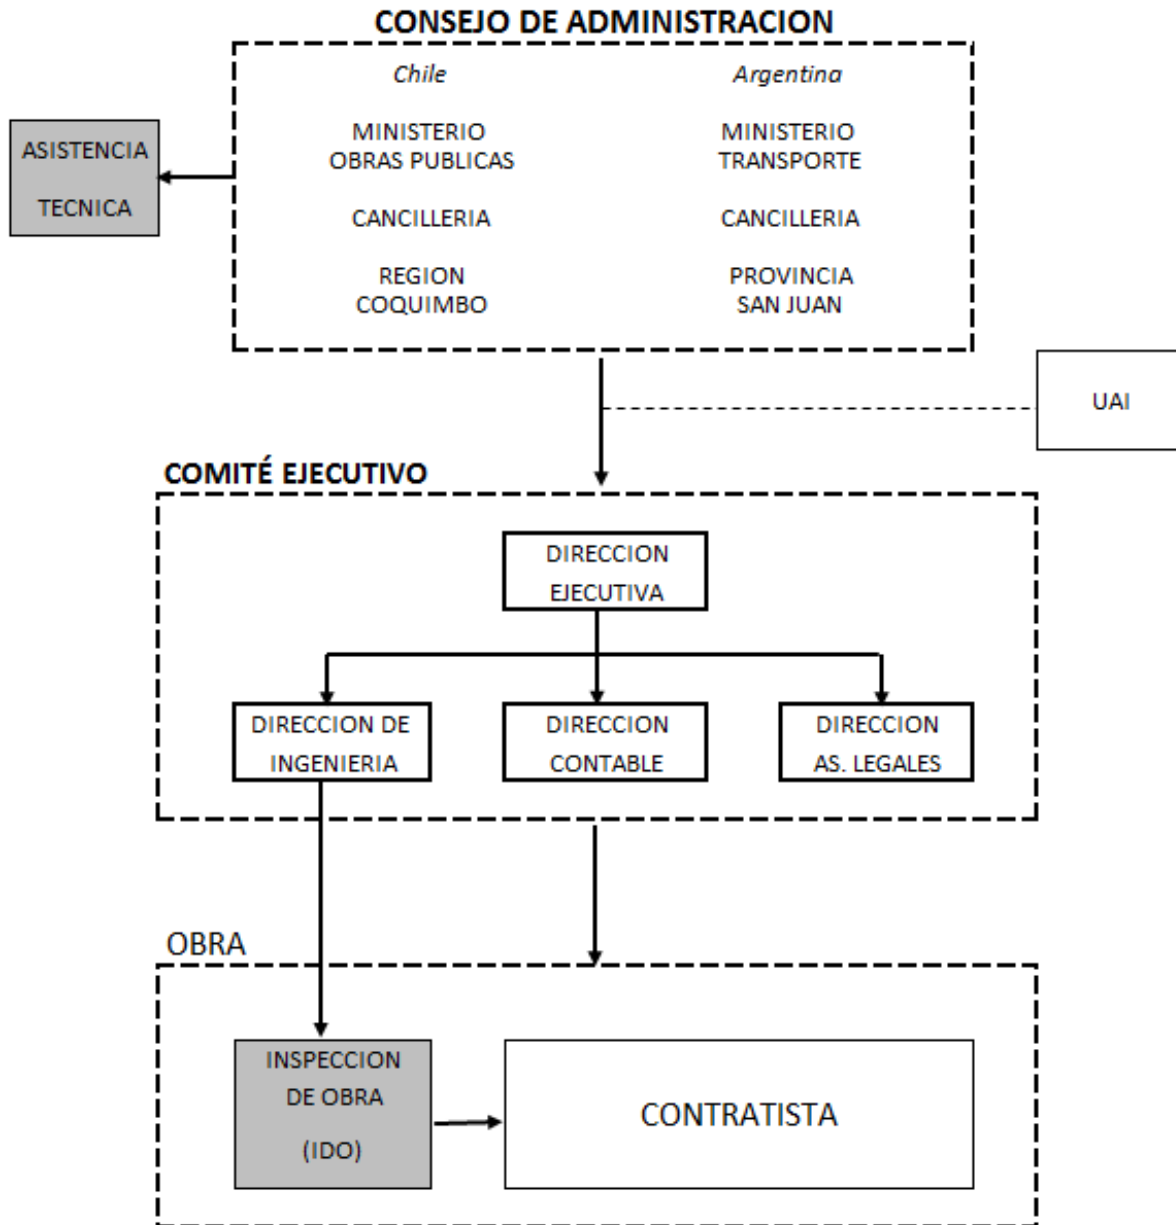 CONSEJO DE ADMINISTRACION
Chile
Argentina
MINISTERIO
OBRAS PUBLICAS
MINISTERIO
TRANSPORTE
CANCILLERIA
CANCILLERIA
REGION
COQUIMBO
PROVINCIA
SAN JUAN
ASISTENCIA
TECNICA
UAI
COMITÉ EJECUTIVO
DIRECCION
EJECUTIVA
DIRECCION DE
INGENIERIA
DIRECCION
CONTABLE
DIRECCION
AS. LEGALES
OBRA
INSPECCION
DE OBRA
(IDO)
CONTRATISTA